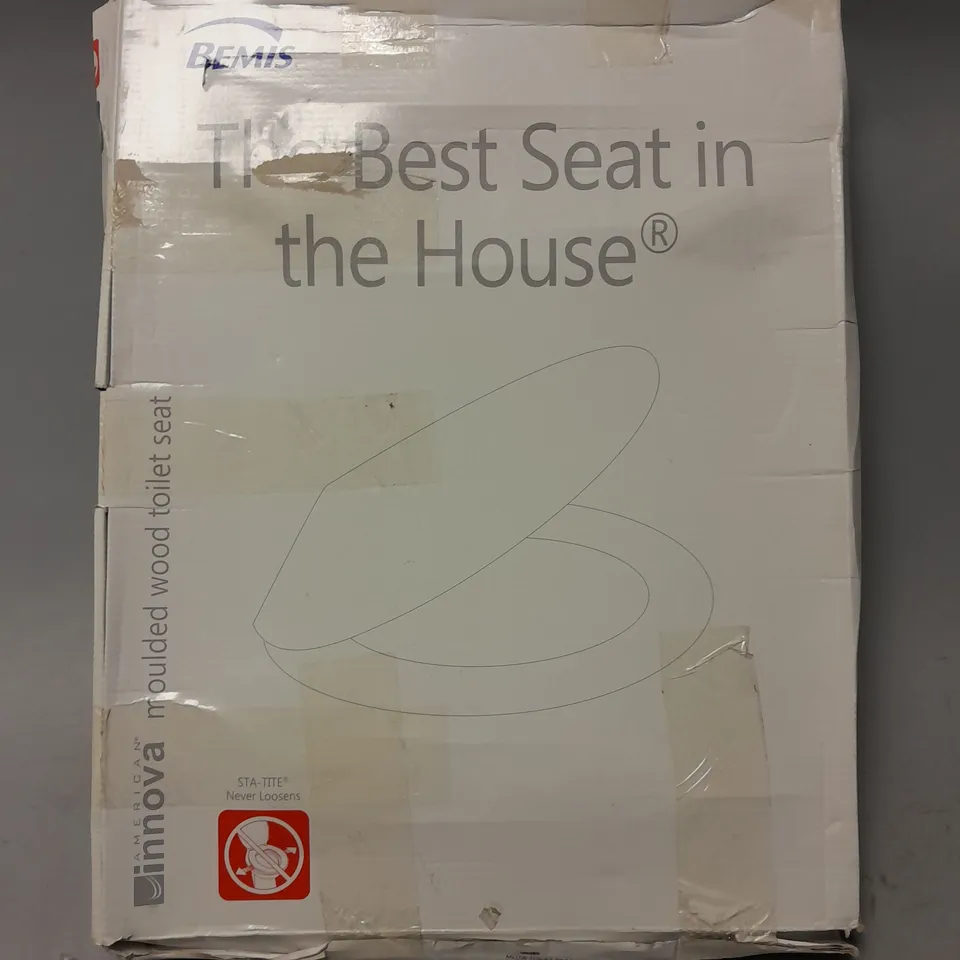 BEMIS
The Best Seat in
the House®
AMERICAN®
innova moulded wood toilet seat
STA-TITE®
Never Loosens